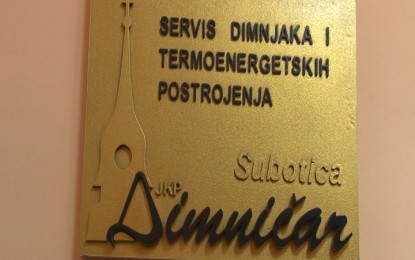 SERVIS DIMNJAKA I
TERMOENERGETSKIH
POSTROJENJA
Subotica
JKP
Dimničar